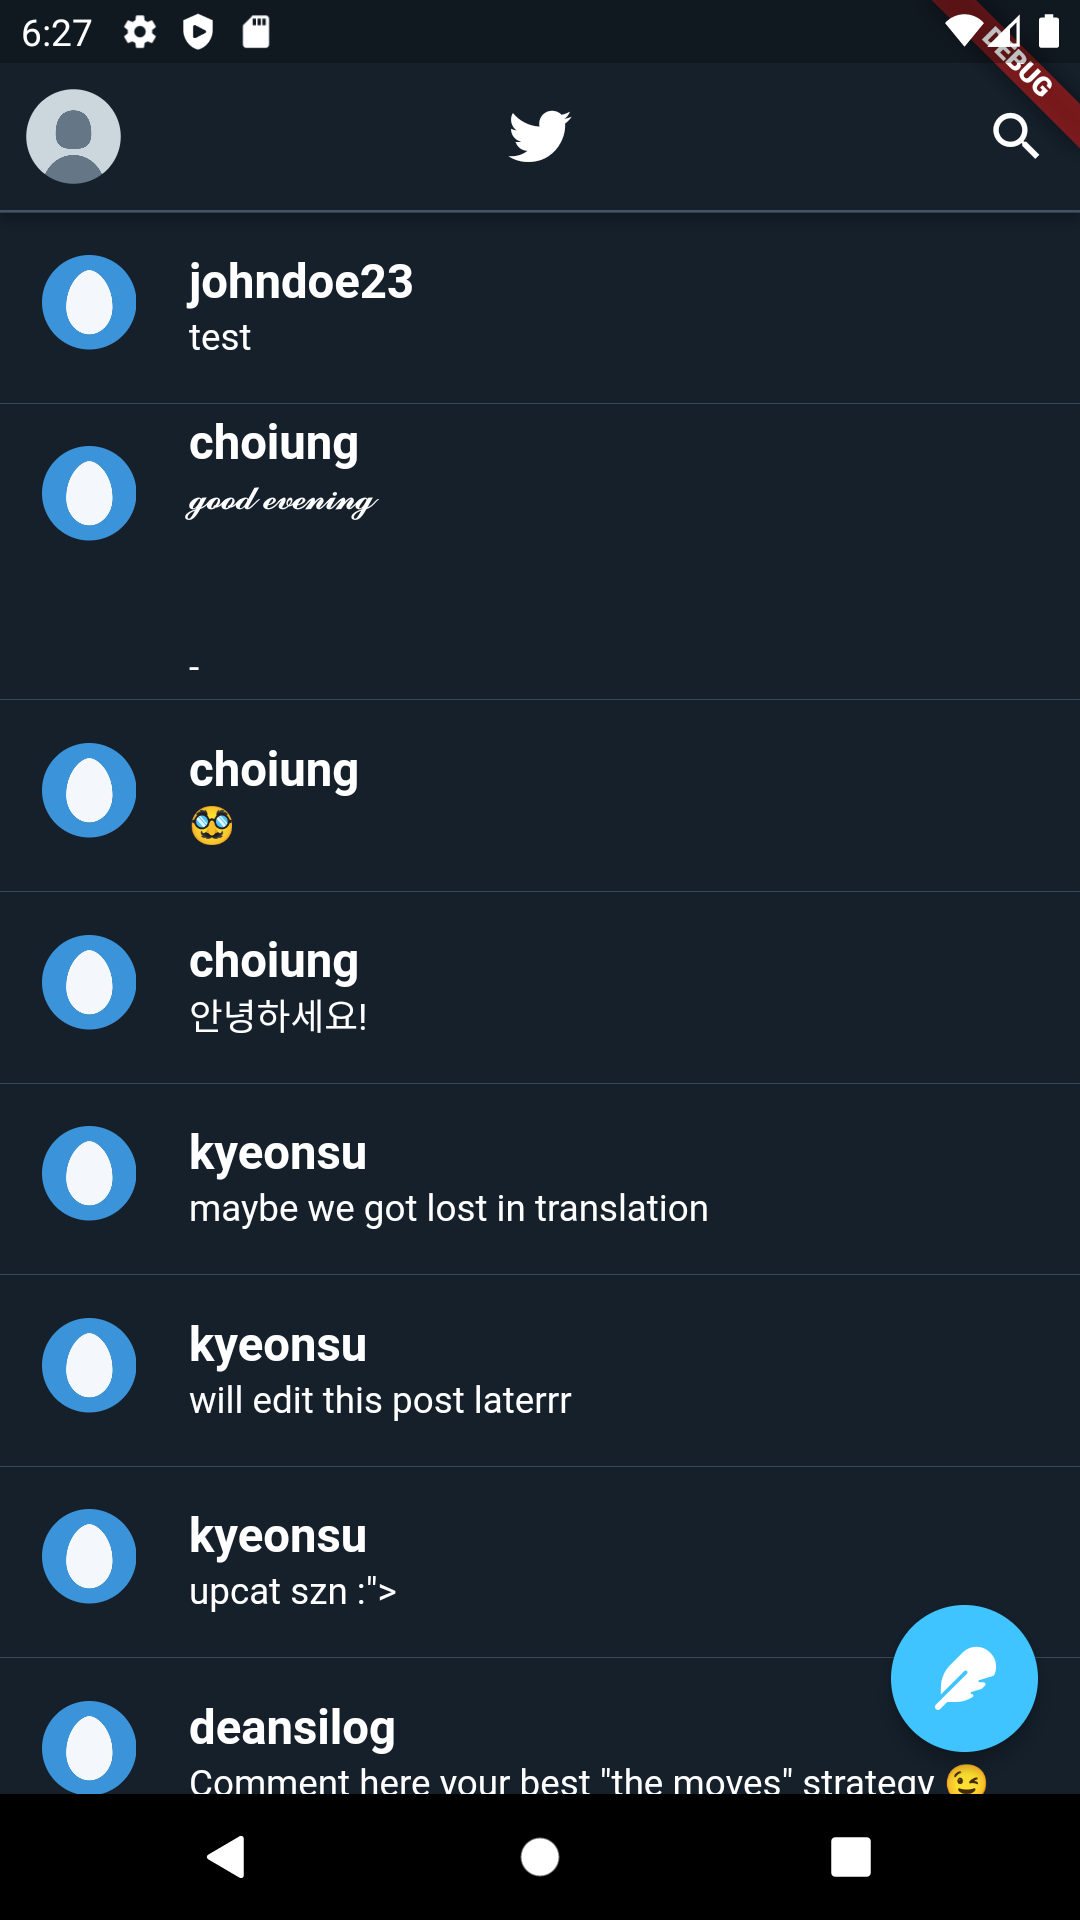 6:27
DEBUG
johndoe23
test
choiung
𝓰𝓸𝓸𝓭 𝓮𝓿𝓮𝓷𝓲𝓷𝓰
-
choiung
🥸
choiung
안녕하세요!
kyeonsu
maybe we got lost in translation
kyeonsu
will edit this post laterrr
kyeonsu
upcat szn :">
deansilog
Comment here your best "the moves" strategy 😉